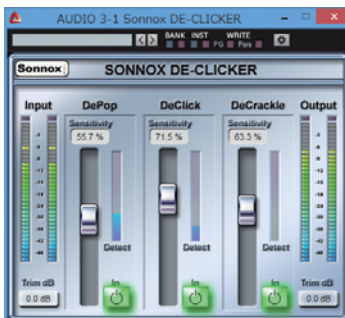 AUDIO 3-1 Sonnox DE-CLICKER
BANK INST WRITE
PG Pwa
Sonnox SONNOX DE-CLICKER
Input DePop DeClick DeCrackle Output
Sensitivity Sensitivity Sensitivity
55.7 % 71.5 % 63.3 %
Detect Detect Detect
Trim dB In In In Trim dB
0.0 dB 0.0 dB